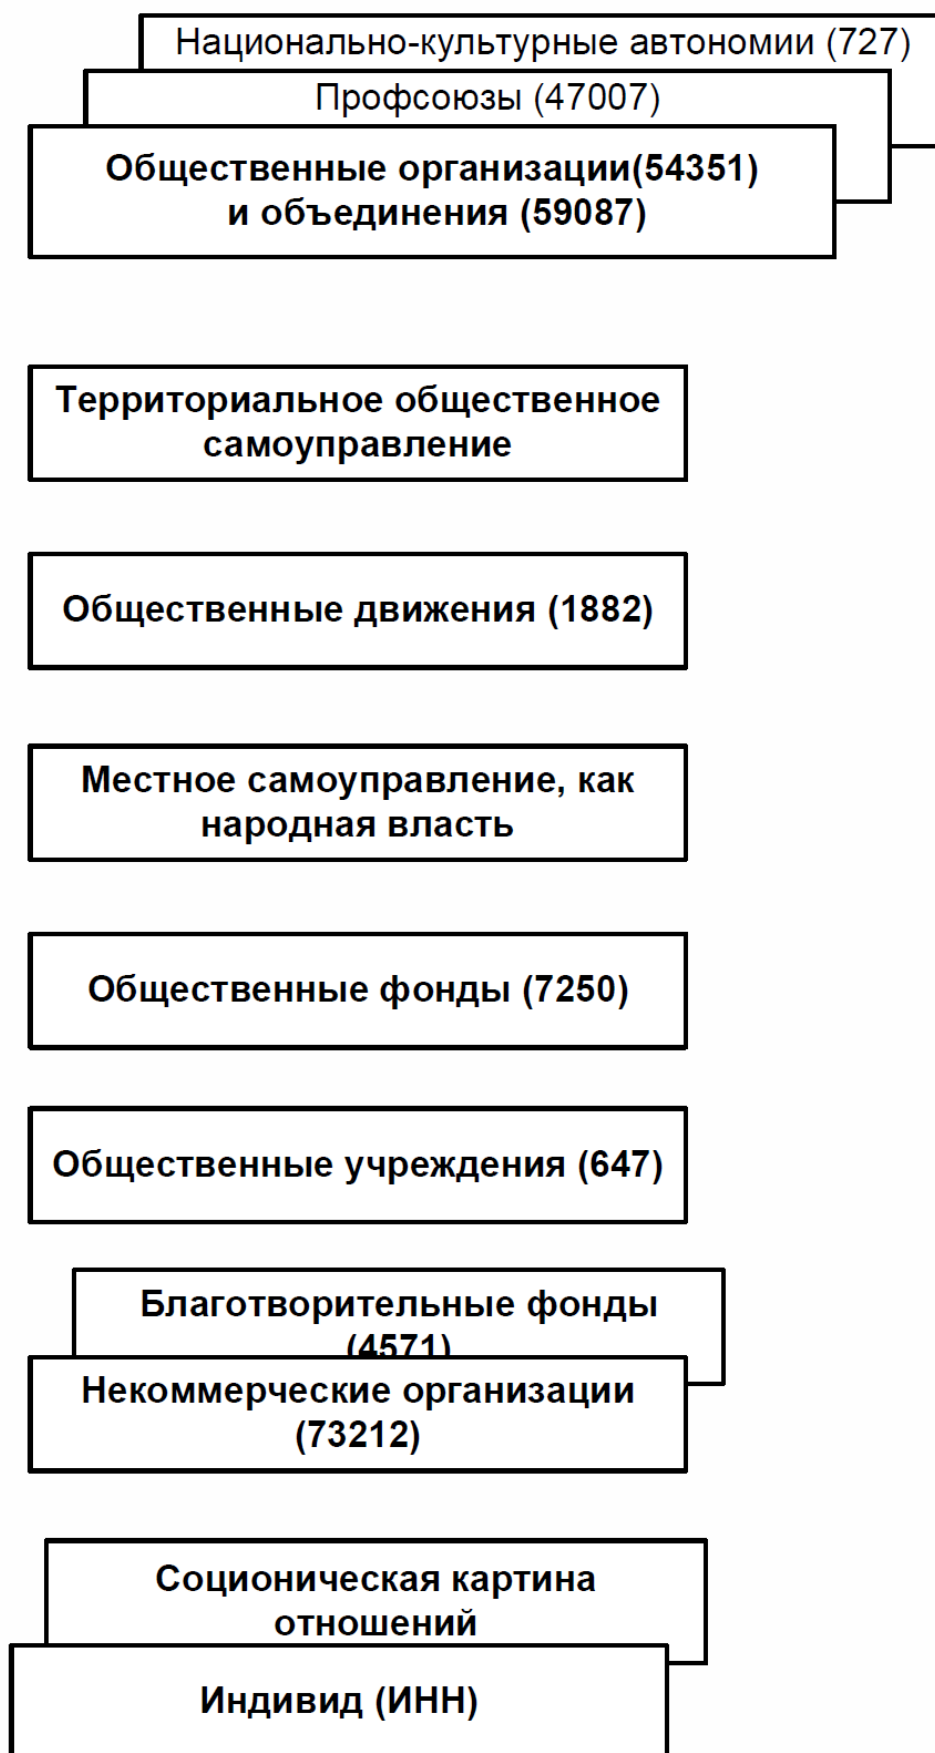 Национально-культурные автономии (727)
Профсоюзы (47007)
Общественные организации(54351)
и объединения (59087)
Территориальное общественное
самоуправление
Общественные движения (1882)
Местное самоуправление, как
народная власть
Общественные фонды (7250)
Общественные учреждения (647)
Благотворительные фонды
(4571)
Некоммерческие организации
(73212)
Соционическая картина
отношений
Индивид (ИНН)